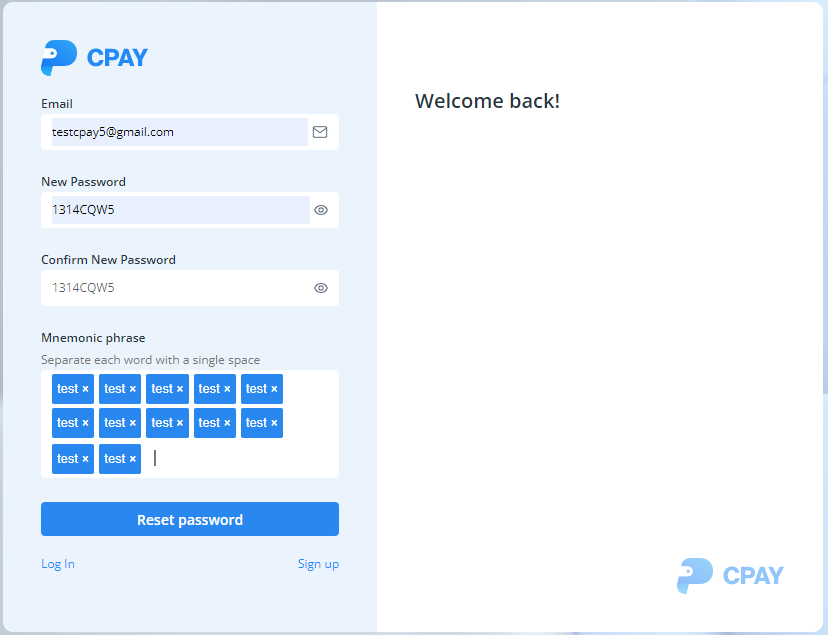 CPAY
Email
testcpay5@gmail.com
New Password
1314CQW5
Confirm New Password
1314CQW5
Mnemonic phrase
Separate each word with a single space
test × test × test × test × test ×
test × test × test × test × test ×
test × test ×
Reset password
Log In Sign up
Welcome back!
CPAY